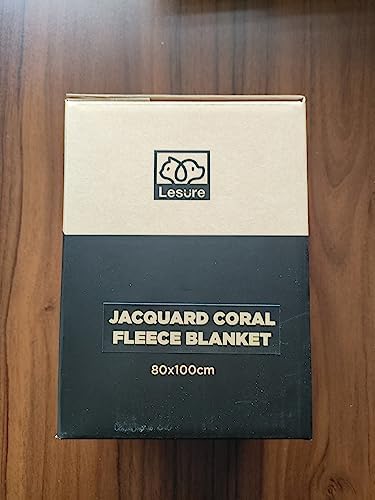 Lesure
JACQUARD CORAL
FLEECE BLANKET
80x100cm